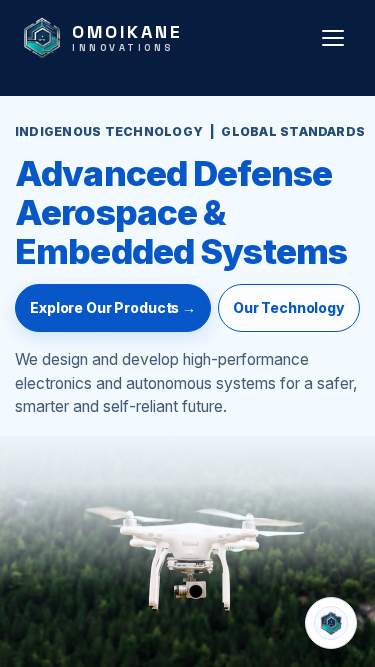 OMOIKANE
INNOVATIONS
INDIGENOUS TECHNOLOGY | GLOBAL STANDARDS
Advanced Defense
Aerospace &
Embedded Systems
Explore Our Products →
Our Technology
We design and develop high-performance
electronics and autonomous systems for a safer,
smarter and self-reliant future.